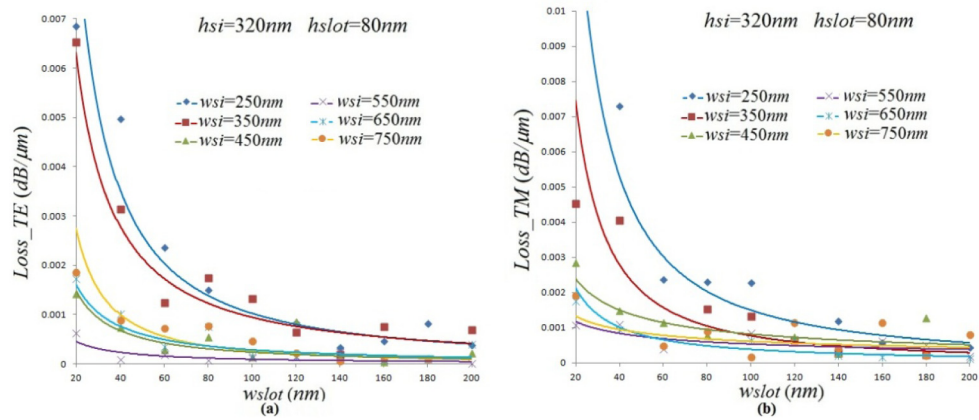 hsi=320nm hslot=80nm
0.007
0.006
0.005
0.004
0.003
0.002
0.001
0
Loss_TE (dB/μm)
wsi=250nm
wsi=350nm
wsi=450nm
wsi=550nm
wsi=650nm
wsi=750nm
20 40 60 80 100 120 140 160 180 200
wslot (nm)
(a)
hsi=320nm hslot=80nm
0.01
0.009
0.008
0.007
0.006
0.005
0.004
0.003
0.002
0.001
0
Loss_TM (dB/μm)
wsi=250nm
wsi=350nm
wsi=450nm
wsi=550nm
wsi=650nm
wsi=750nm
20 40 60 80 100 120 140 160 180 200
wslot (nm)
(b)